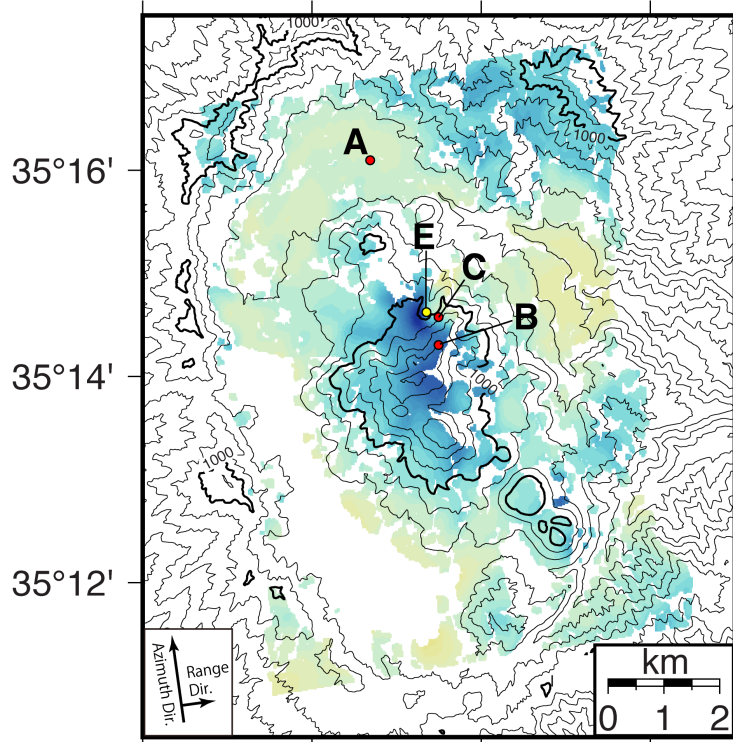 1000
35°16'
A
1000
E
C
B
35°14'
1000
1000
35°12'
Azimuth Dir.
Range
Dir.
km
0 1 2